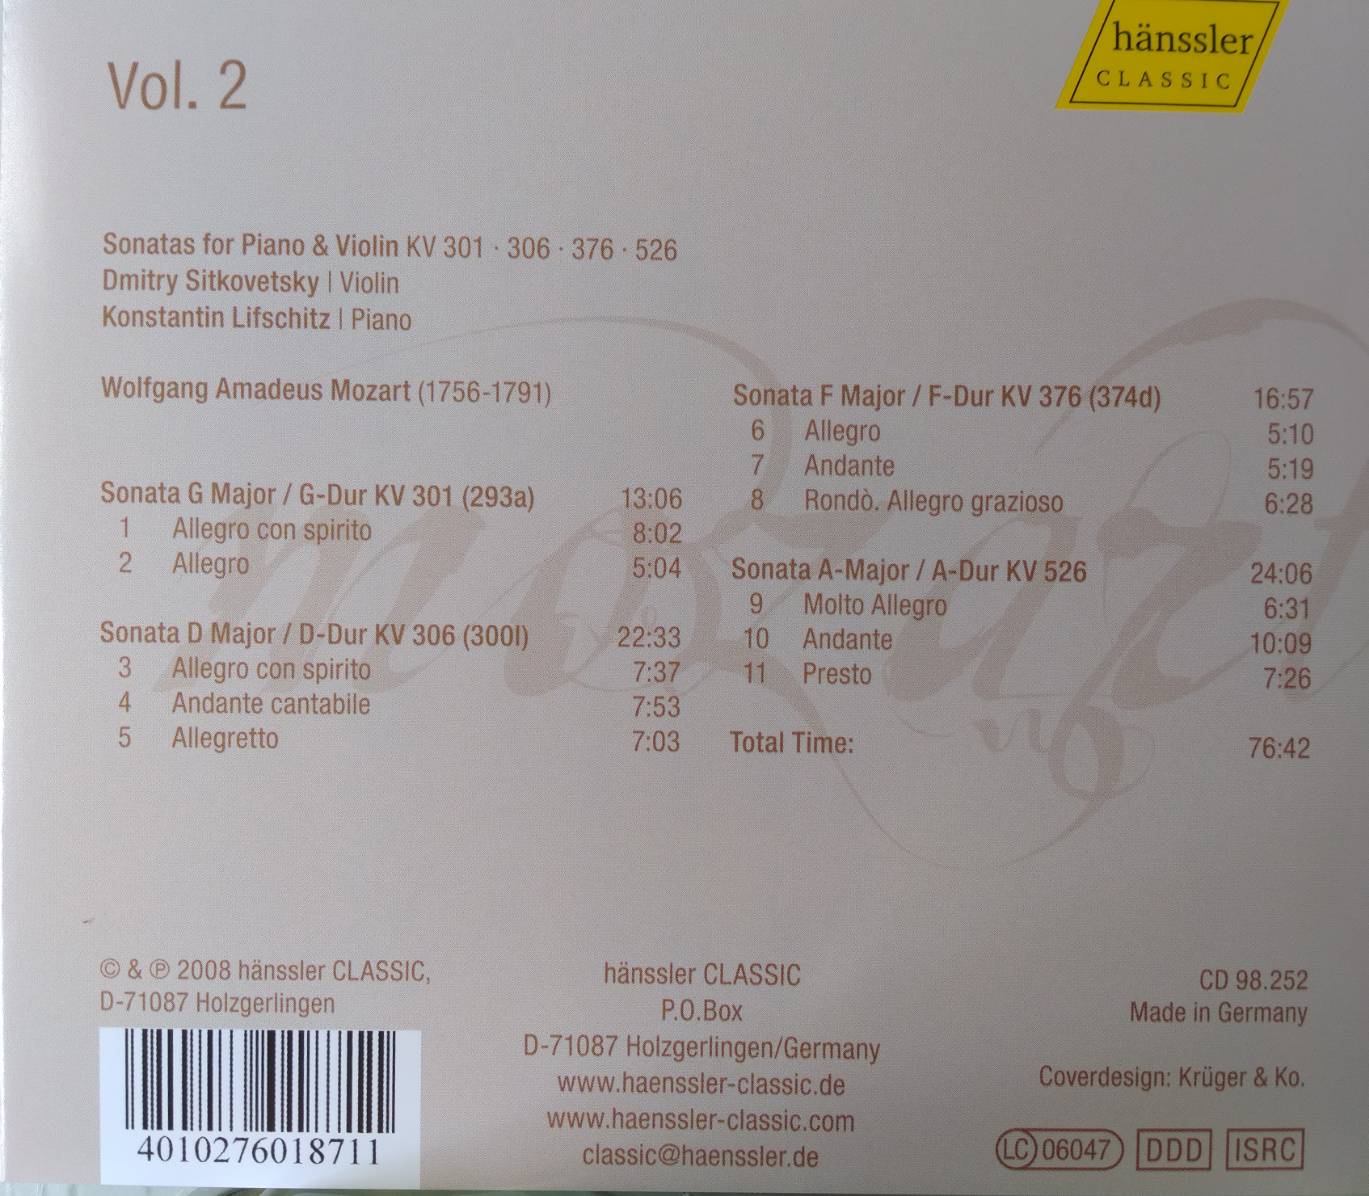 hänssler
CLASSIC
Vol. 2
Sonatas for Piano & Violin KV 301 · 306 · 376 · 526
Dmitry Sitkovetsky | Violin
Konstantin Lifschitz | Piano
Wolfgang Amadeus Mozart (1756-1791)
Sonata G Major / G-Dur KV 301 (293a) 13:06
1 Allegro con spirito 8:02
2 Allegro 5:04
Sonata D Major / D-Dur KV 306 (300l) 22:33
3 Allegro con spirito 7:37
4 Andante cantabile 7:53
5 Allegretto 7:03
Sonata F Major / F-Dur KV 376 (374d) 16:57
6 Allegro 5:10
7 Andante 5:19
8 Rondò. Allegro grazioso 6:28
Sonata A-Major / A-Dur KV 526 24:06
9 Molto Allegro 6:31
10 Andante 10:09
11 Presto 7:26
Total Time: 76:42
mozart
© & ℗ 2008 hänssler CLASSIC,
D-71087 Holzgerlingen
4010276018711
hänssler CLASSIC
P.O.Box
D-71087 Holzgerlingen/Germany
www.haenssler-classic.de
www.haenssler-classic.com
classic@haenssler.de
CD 98.252
Made in Germany
Coverdesign: Krüger & Ko.
LC 06047 DDD ISRC